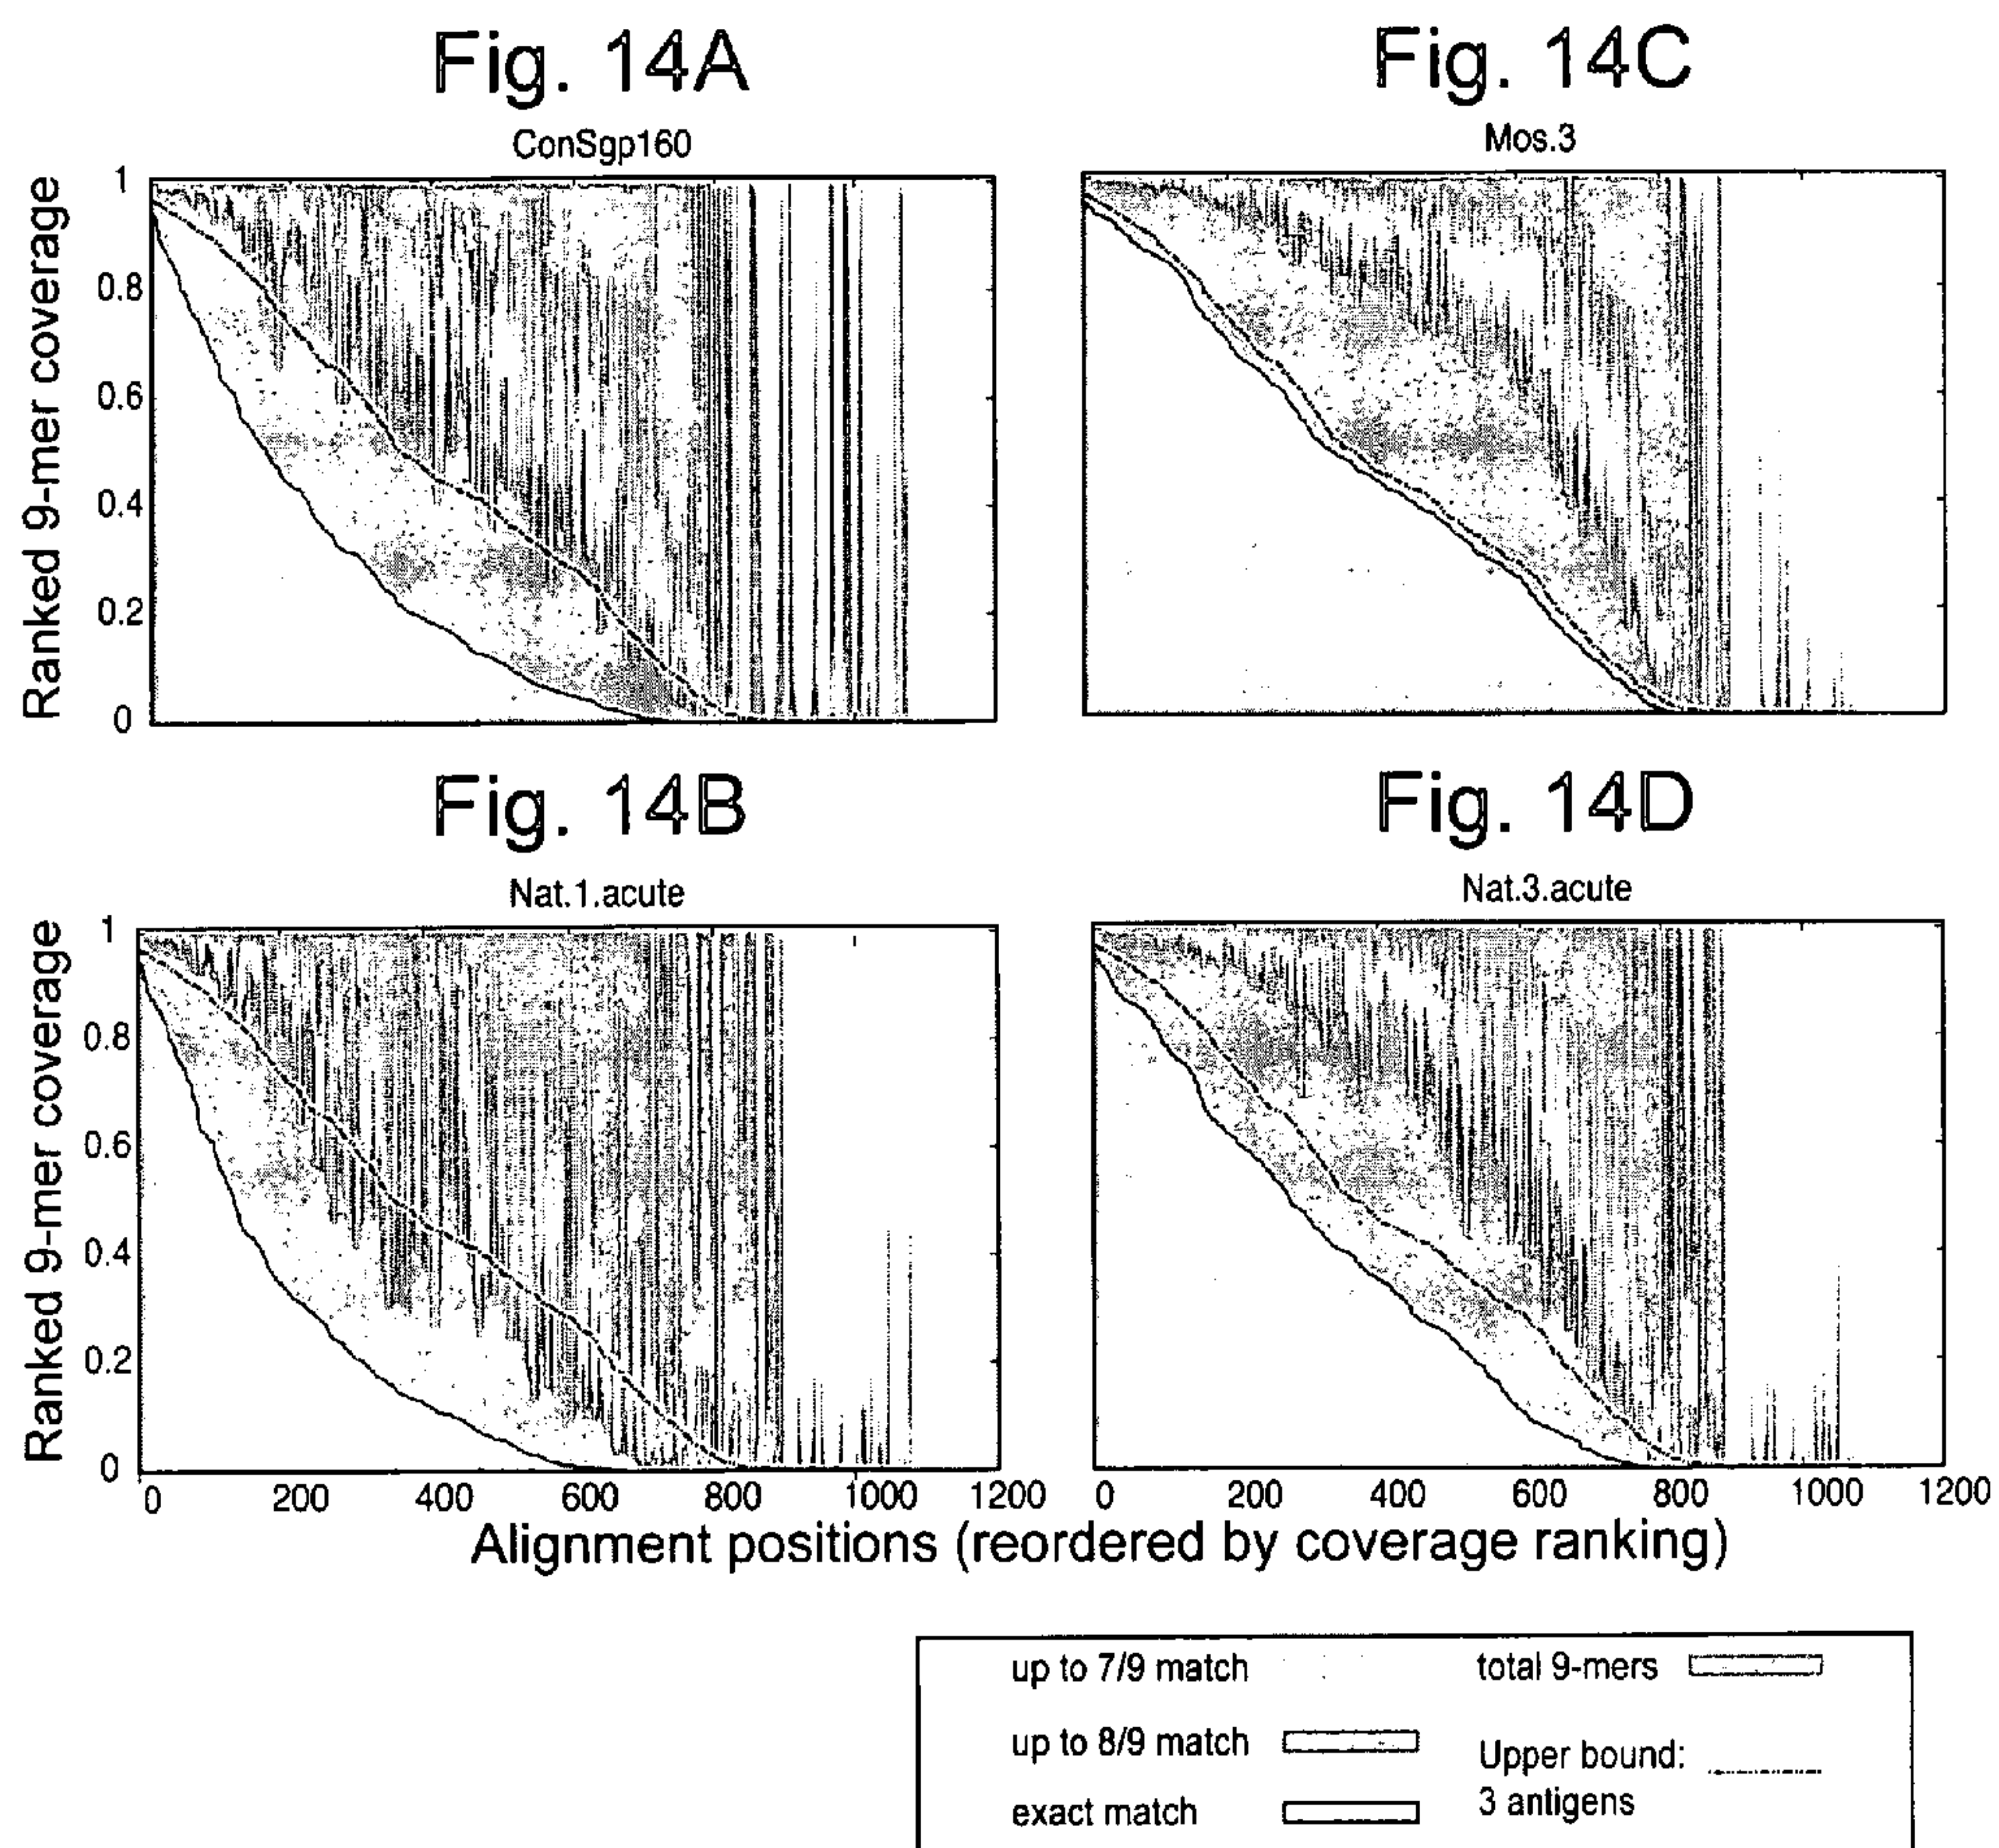 Fig. 14A
ConSgp160
Ranked 9-mer coverage
1
0.8
0.6
0.4
0.2
0
Fig. 14C
Mos.3
Fig. 14B
Nat.1.acute
Ranked 9-mer coverage
1
0.8
0.6
0.4
0.2
0
0 200 400 600 800 1000 1200
Fig. 14D
Nat.3.acute
0 200 400 600 800 1000 1200
Alignment positions (reordered by coverage ranking)
up to 7/9 match
up to 8/9 match
exact match
total 9-mers
Upper bound:
3 antigens